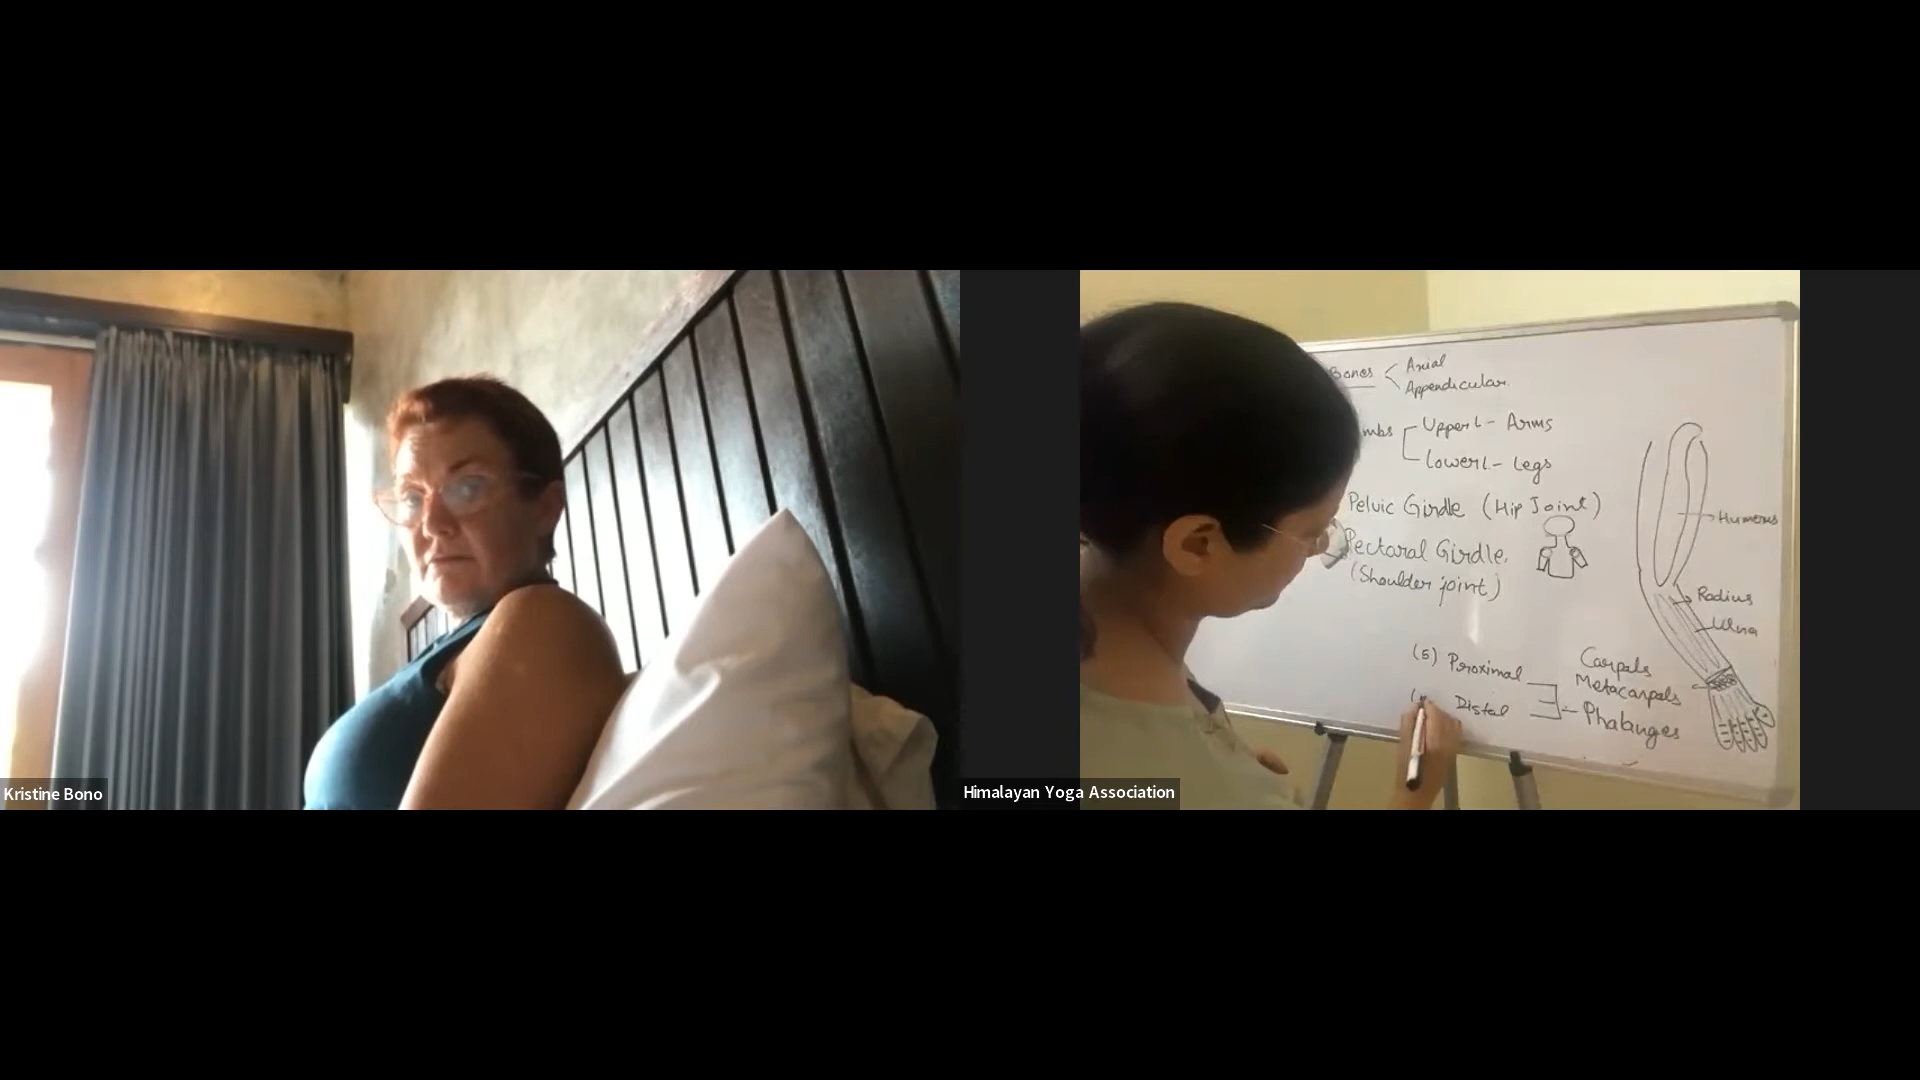 Bones
Axial
Appendicular
mbs
Upper L - Arms
Lower L - Legs
Pelvic Girdle (Hip Joint)
Pectoral Girdle.
(Shoulder joint)
Humerus
Radius
Ulna
(5) Proximal
Distal
Carpals
Metacarpals
Phalanges
Kristine Bono
Himalayan Yoga Association